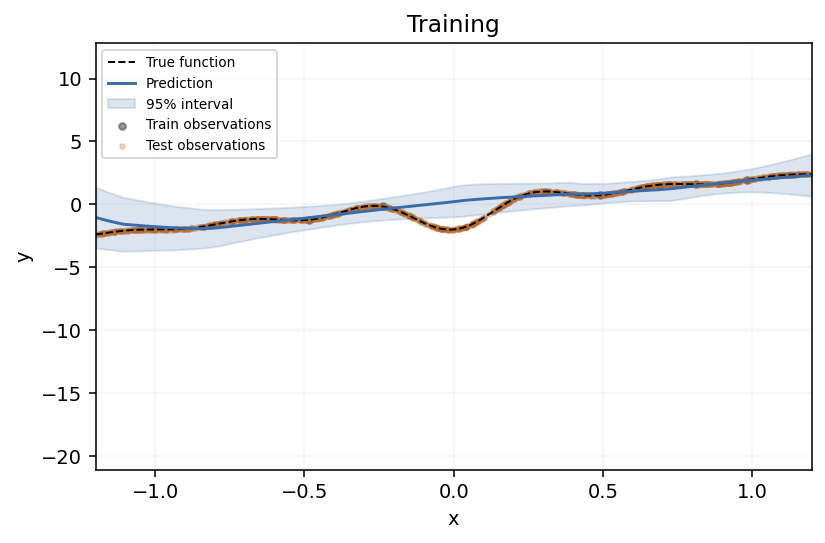 Training
True function
Prediction
95% interval
Train observations
Test observations
10
5
0
−5
−10
−15
−20
y
−1.0
−0.5
0.0
0.5
1.0
x